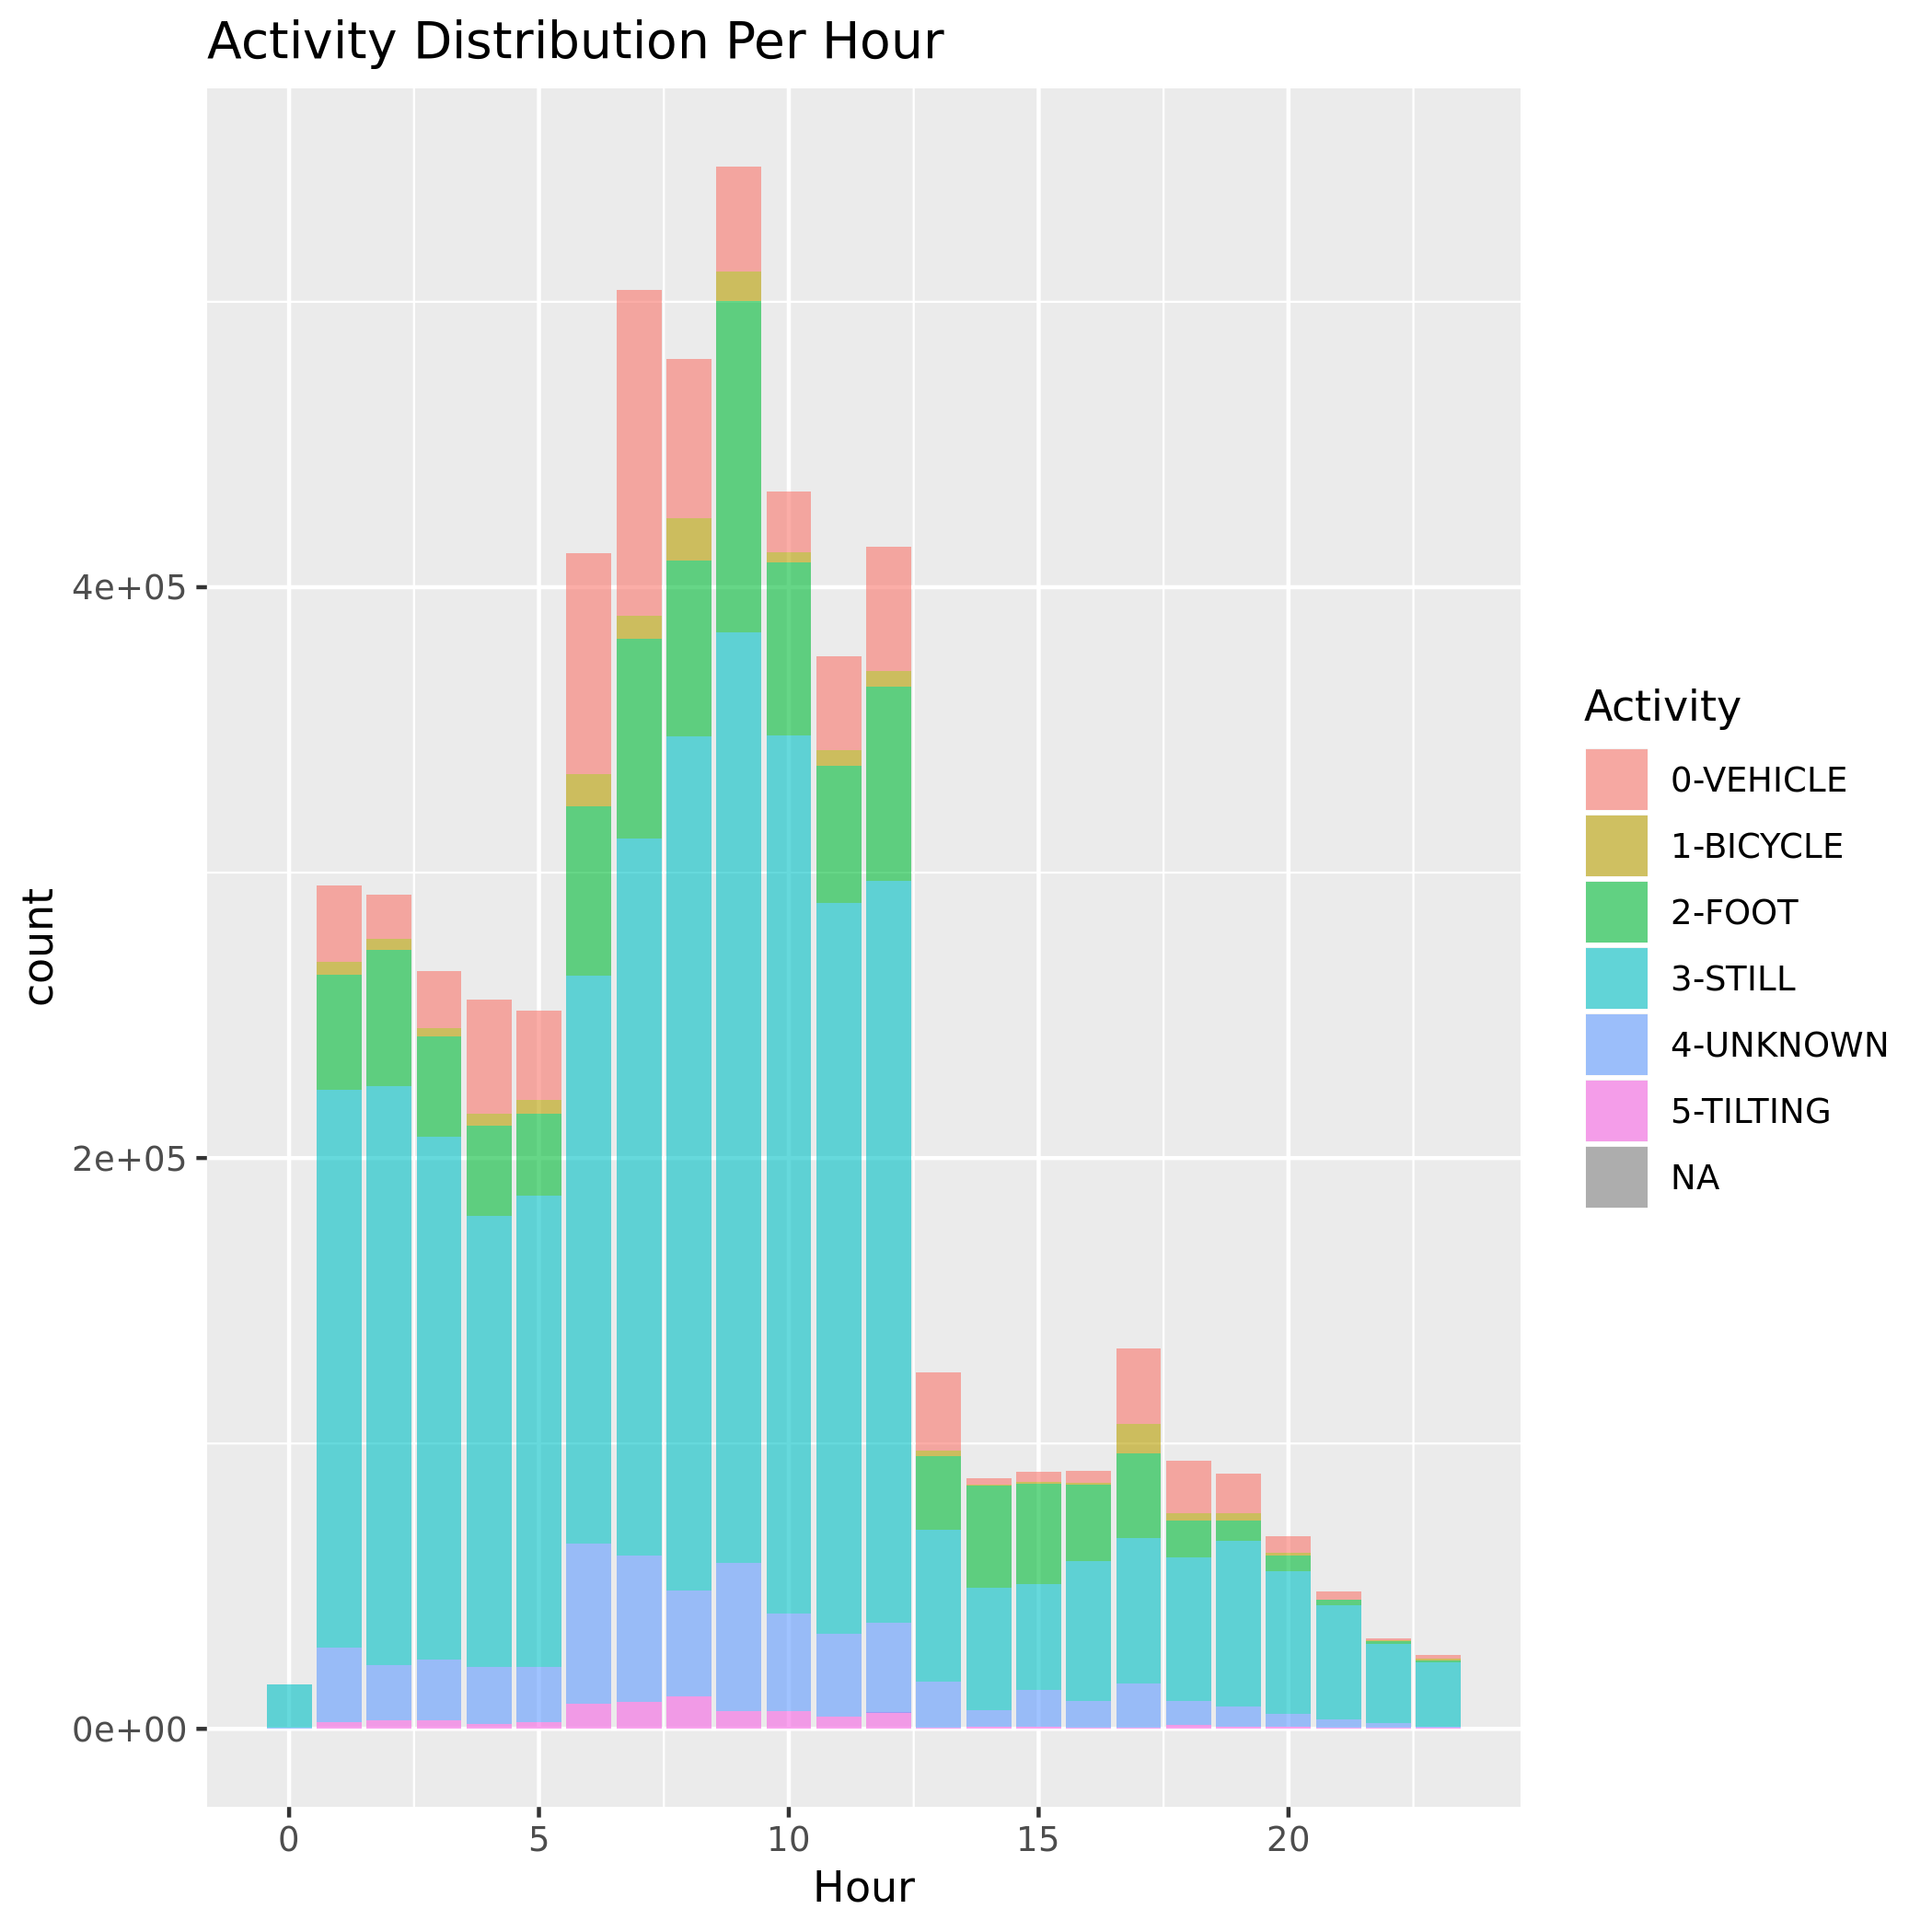 Activity Distribution Per Hour
count
4e+05
2e+05
0e+00
0 5 10 15 20
Hour
Activity
0-VEHICLE
1-BICYCLE
2-FOOT
3-STILL
4-UNKNOWN
5-TILTING
NA